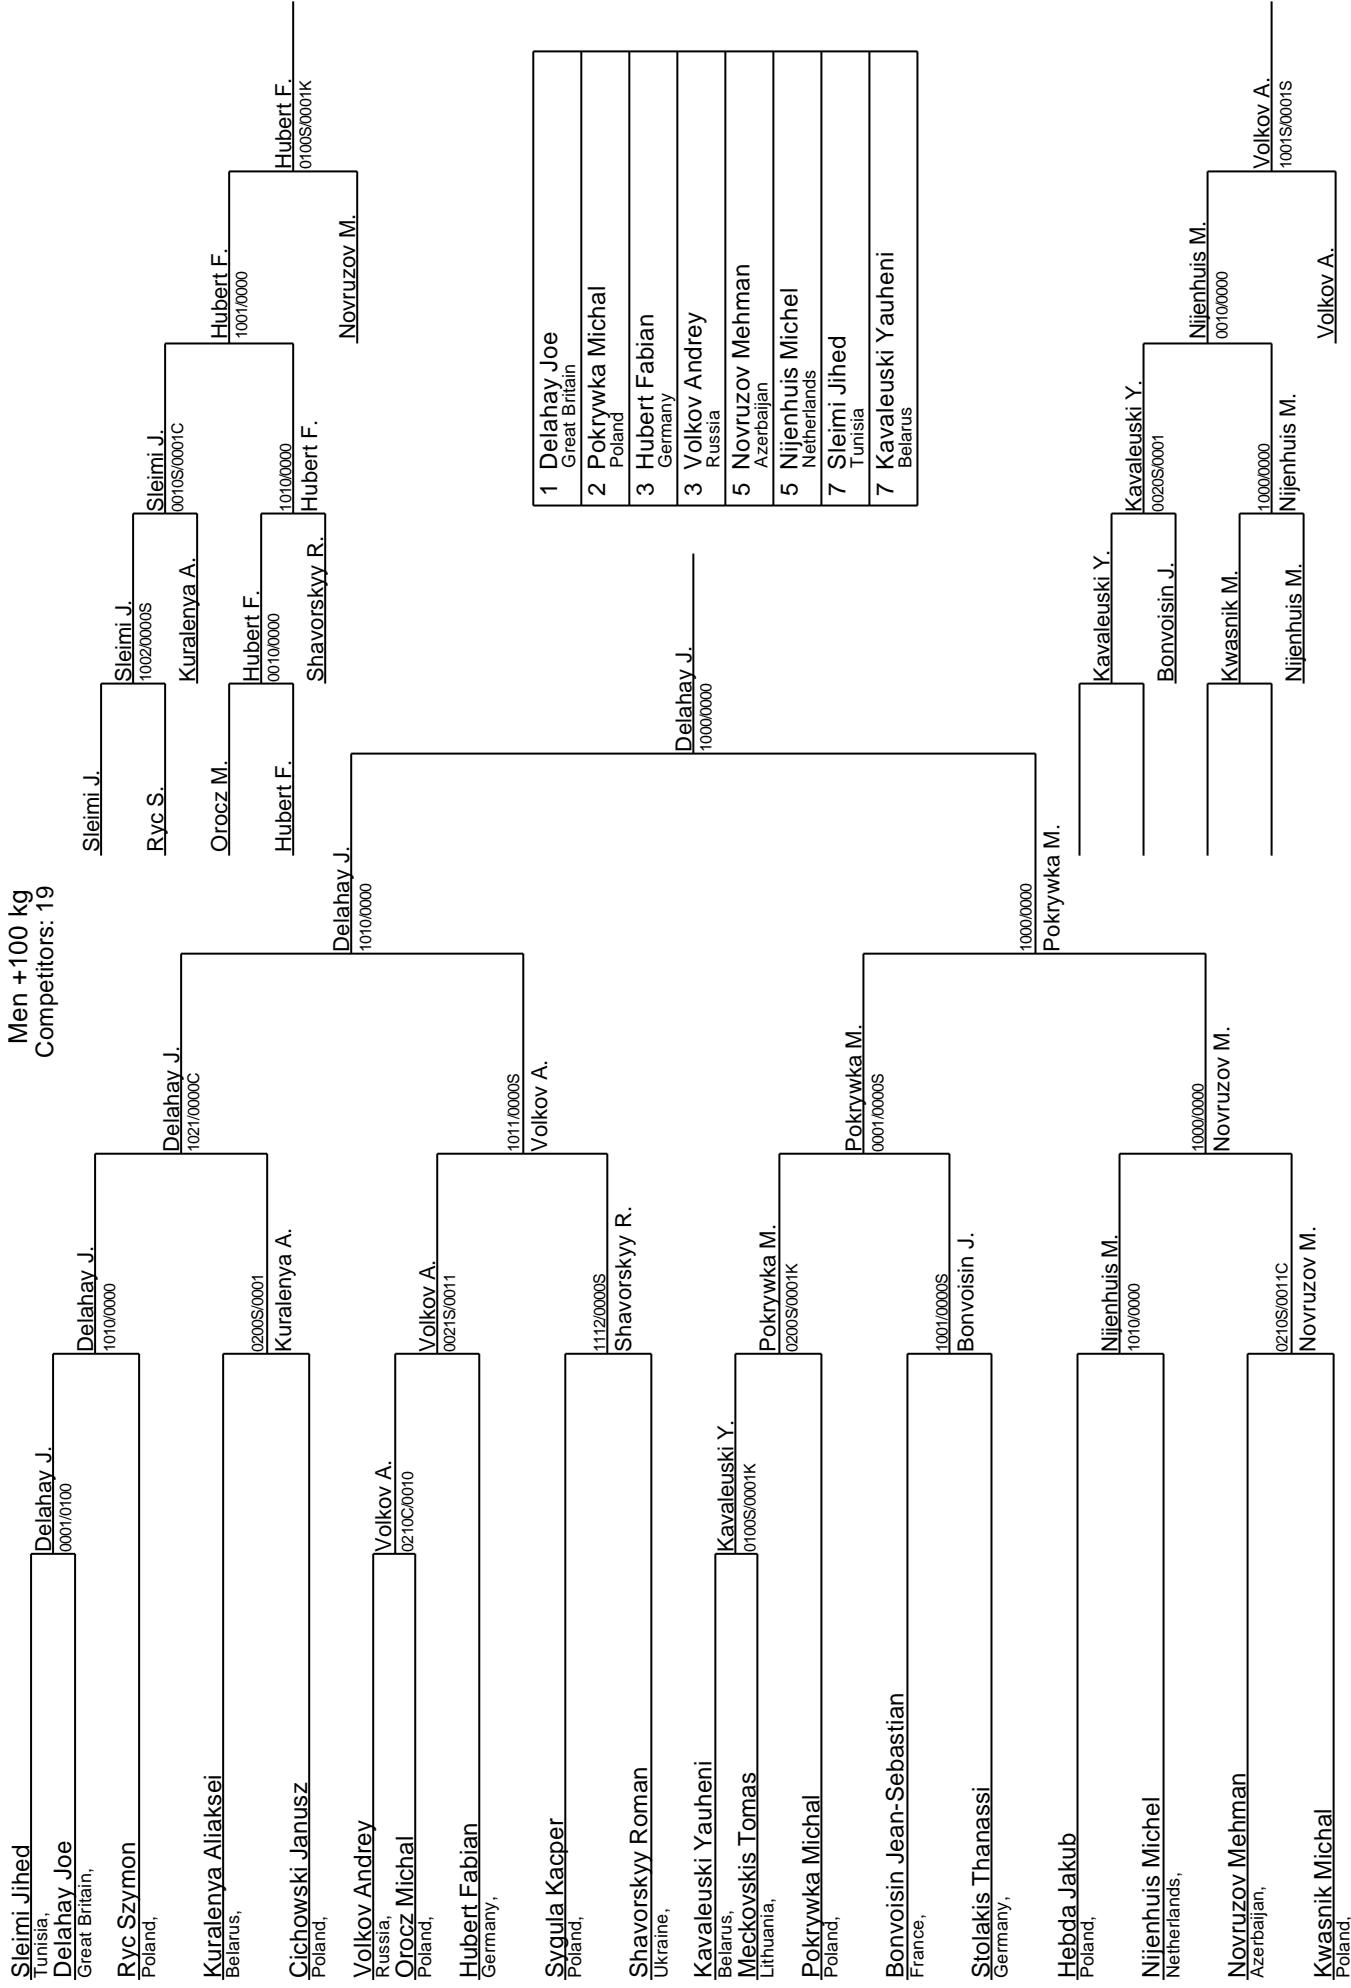 Men +100 kg
Competitors: 19
Sleimi Jihed
Tunisia,
Delahay Joe
Great Britain,
Ryc Szymon
Poland,
Kuralenya Aliaksei
Belarus,
Cichowski Janusz
Poland,
Volkov Andrey
Russia,
Orocz Michal
Poland,
Hubert Fabian
Germany,
Sygula Kacper
Poland,
Shavorskyy Roman
Ukraine,
Kavaleuski Yauheni
Belarus,
Meckovskis Tomas
Lithuania,
Pokrywka Michal
Poland,
Bonvoisin Jean-Sebastian
France,
Stolakis Thanassi
Germany,
Hebda Jakub
Poland,
Nijenhuis Michel
Netherlands,
Novruzov Mehman
Azerbaijan,
Kwasnik Michal
Poland,
Delahay J.
0001/0100
Volkov A.
0210C/0010
Kavaleuski Y.
0100S/0001K
Delahay J.
1010/0000
0200S/0001
Kuralenya A.
Volkov A.
0021S/0011
1112/0000S
Shavorskyy R.
Pokrywka M.
0200S/0001K
1001/0000S
Bonvoisin J.
Nijenhuis M.
1010/0000
0210S/0011C
Novruzov M.
Delahay J.
1021/0000C
1011/0000S
Volkov A.
Pokrywka M.
0001/0000S
1000/0000
Novruzov M.
Delahay J.
1010/0000
1000/0000
Pokrywka M.
Delahay J.
1000/0000
Sleimi J.
Ryc S.
Orocz M.
Hubert F.
Sleimi J.
1002/0000S
Kuralenya A.
Hubert F.
0010/0000
Shavorskyy R.
Sleimi J.
0010S/0001C
1010/0000
Hubert F.
Hubert F.
1001/0000
Novruzov M.
Hubert F.
0100S/0001K
1 Delahay Joe
Great Britain
2 Pokrywka Michal
Poland
3 Hubert Fabian
Germany
3 Volkov Andrey
Russia
5 Novruzov Mehman
Azerbaijan
5 Nijenhuis Michel
Netherlands
7 Sleimi Jihed
Tunisia
7 Kavaleuski Yauheni
Belarus
Kavaleuski Y.
Bonvoisin J.
Kwasnik M.
Nijenhuis M.
Kavaleuski Y.
0020S/0001
1000/0000
Nijenhuis M.
Nijenhuis M.
0010/0000
Volkov A.
Volkov A.
1001S/0001S